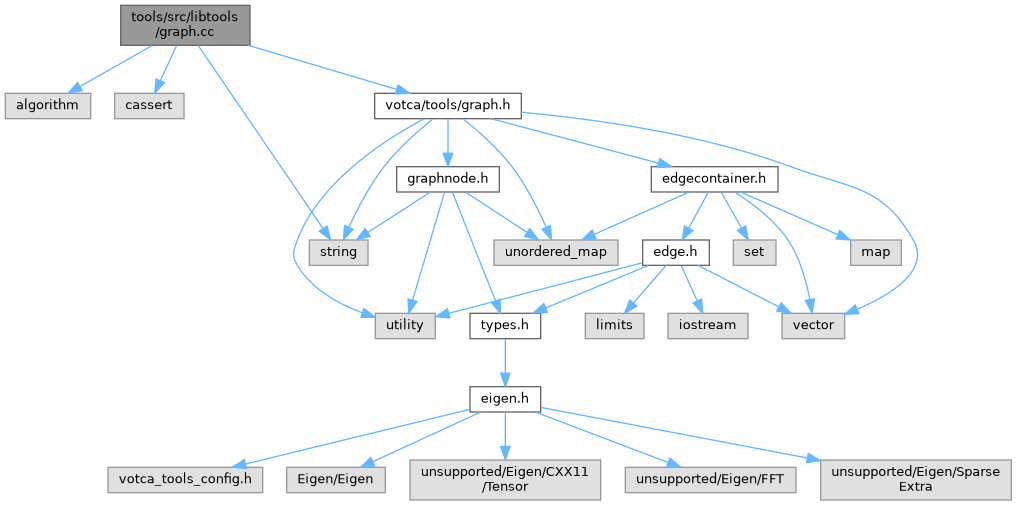 tools/src/libtools
/graph.cc
algorithm
cassert
votca/tools/graph.h
graphnode.h
edgecontainer.h
string
unordered_map
edge.h
set
map
utility
types.h
limits
iostream
vector
eigen.h
votca_tools_config.h
Eigen/Eigen
unsupported/Eigen/CXX11
/Tensor
unsupported/Eigen/FFT
unsupported/Eigen/Sparse
Extra